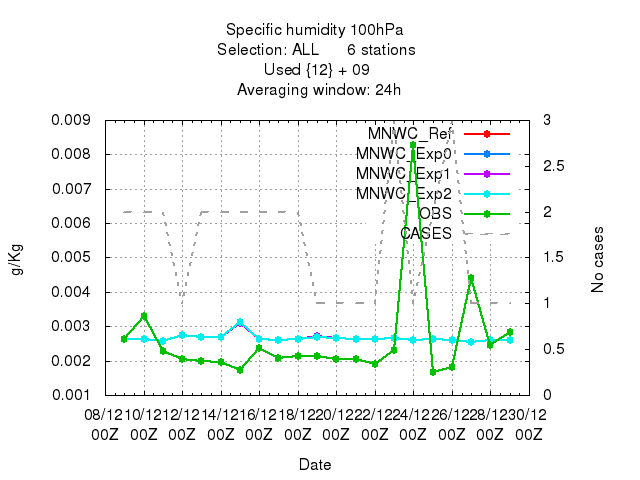 Specific humidity 100hPa
Selection: ALL 6 stations
Used {12} + 09
Averaging window: 24h
0.009 3
MNWC_Ref
0.008 MNWC_Exp0 2.5
MNWC_Exp1
0.007 MNWC_Exp2
0.006 OBS 2
CASES
0.005 1.5
g/Kg No cases
0.004 1
0.003
0.002 0.5
0.001 0
08/12 10/12 12/12 14/12 16/12 18/12 20/12 22/12 24/12 26/12 28/12 30/12
00Z 00Z 00Z 00Z 00Z 00Z 00Z 00Z 00Z 00Z 00Z 00Z
Date